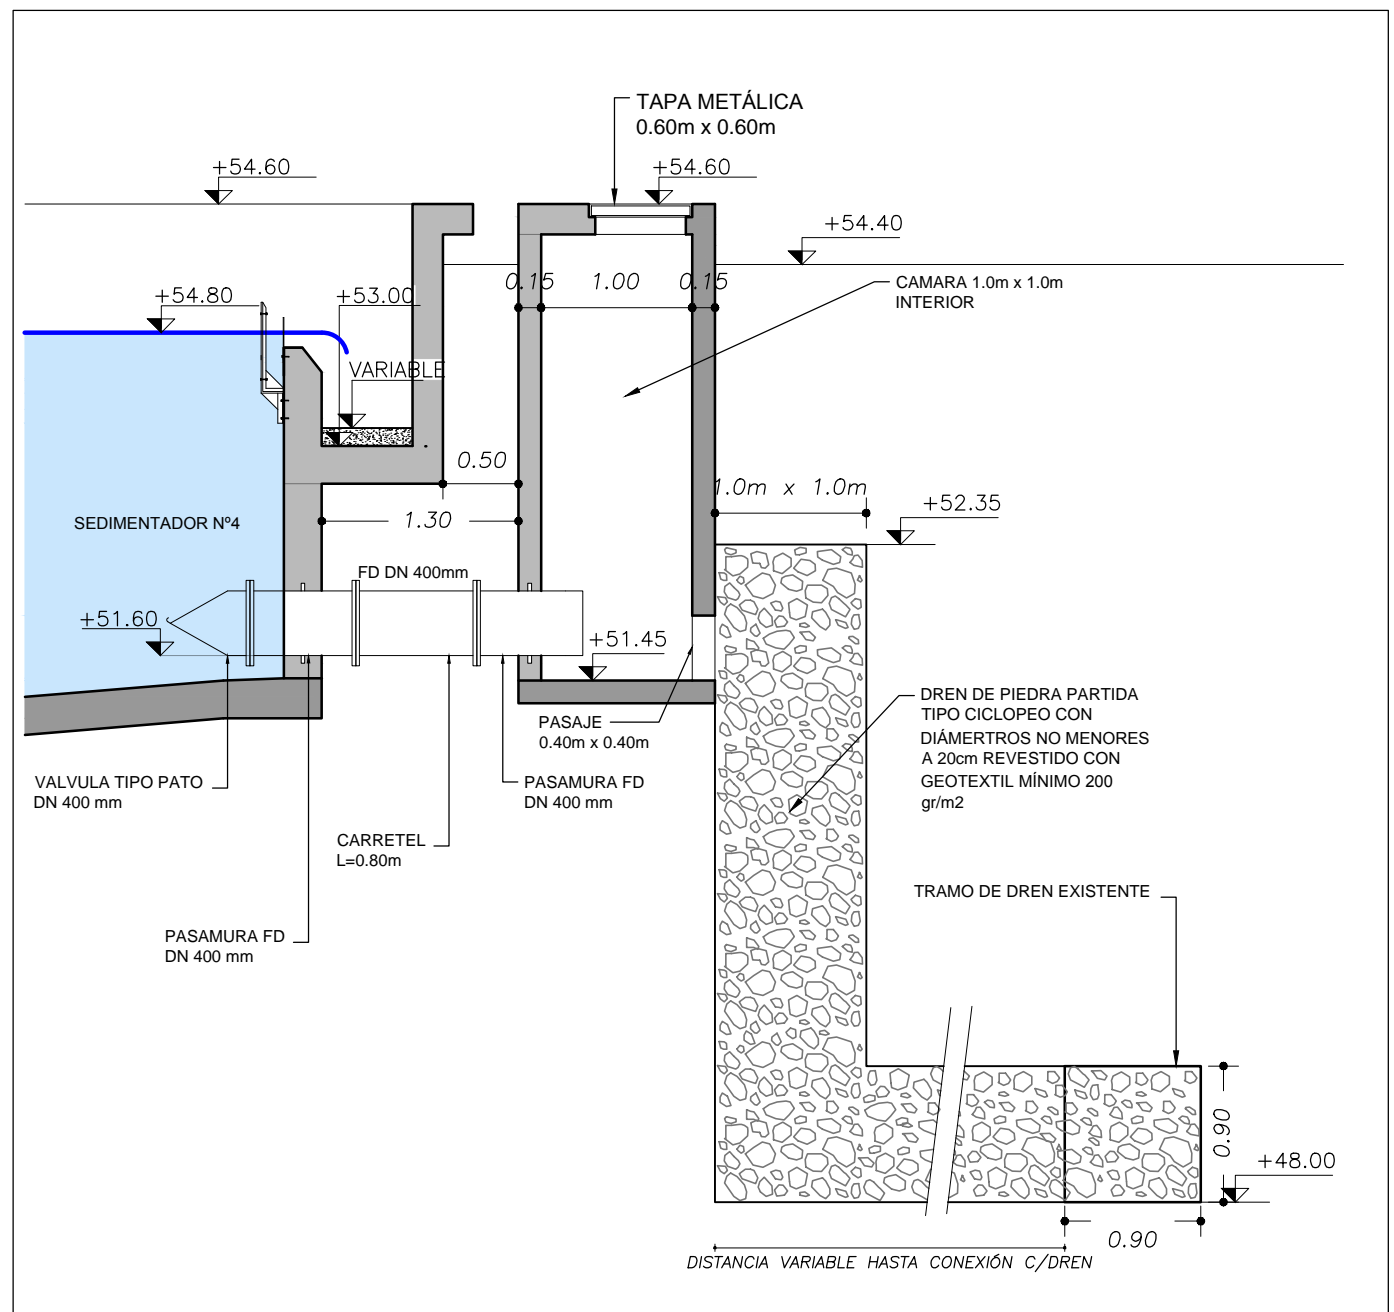 TAPA METÁLICA
0.60m x 0.60m
+54.60
+54.60
+54.40
0.15
1.00
0.15
CAMARA 1.0m x 1.0m
INTERIOR
+54.80
+53.00
VARIABLE
0.50
1.0m x 1.0m
+52.35
SEDIMENTADOR Nº4
1.30
FD DN 400mm
+51.60
+51.45
PASAJE
0.40m x 0.40m
DREN DE PIEDRA PARTIDA
TIPO CICLOPEO CON
DIÁMERTROS NO MENORES
A 20cm REVESTIDO CON
GEOTEXTIL MÍNIMO 200
gr/m2
VALVULA TIPO PATO
DN 400 mm
PASAMURA FD
DN 400 mm
CARRETEL
L=0.80m
TRAMO DE DREN EXISTENTE
PASAMURA FD
DN 400 mm
0.90
+48.00
0.90
DISTANCIA VARIABLE HASTA CONEXIÓN C/DREN